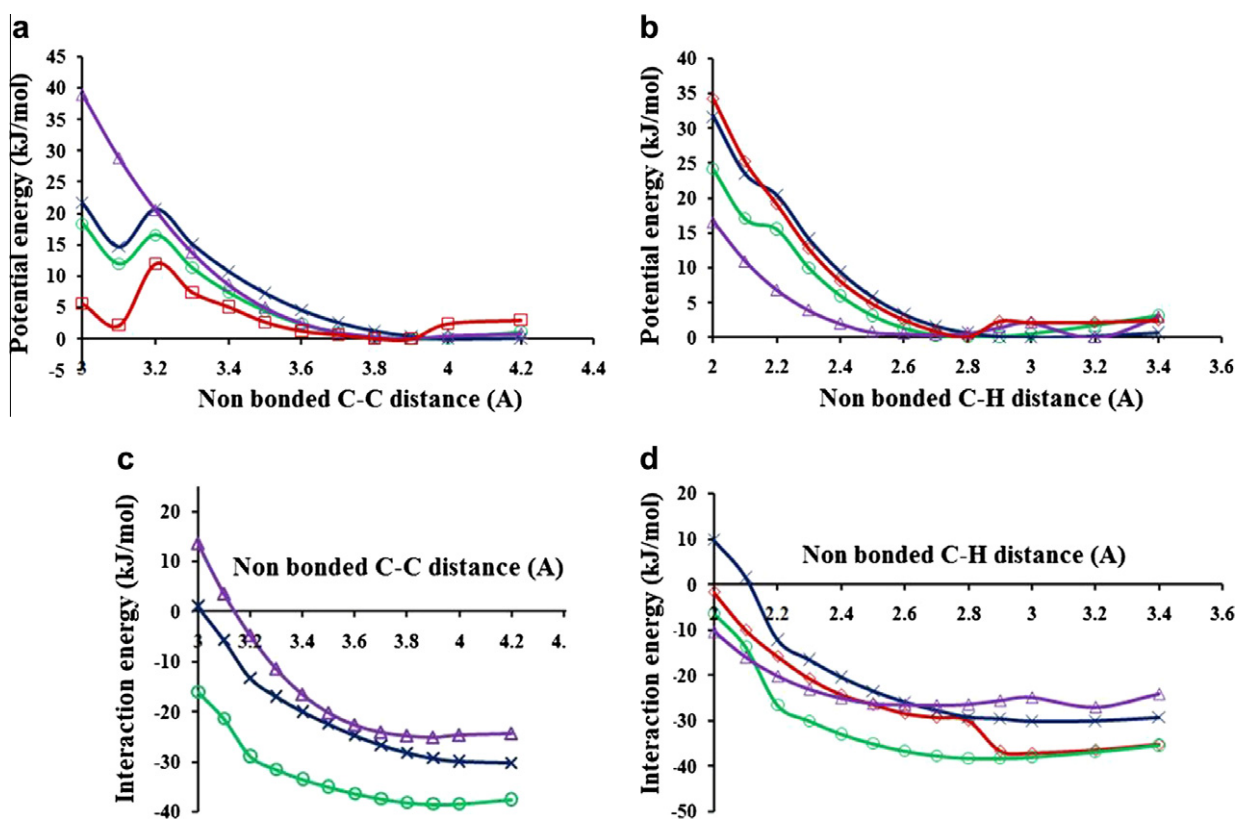 a
Potential energy (kJ/mol)
45
40
35
30
25
20
15
10
5
0
-5
3 3.2 3.4 3.6 3.8 4 4.2 4.4
Non bonded C-C distance (A)
b
Potential energy (kJ/mol)
40
35
30
25
20
15
10
5
0
2 2.2 2.4 2.6 2.8 3 3.2 3.4 3.6
Non bonded C-H distance (A)
c
Interaction energy (kJ/mol)
20
10
0
-10
-20
-30
-40
Non bonded C-C distance (A)
3 3.2 3.4 3.6 3.8 4 4.2 4.
d
Interaction energy (kJ/mol)
20
10
0
-10
-20
-30
-40
-50
Non bonded C-H distance (A)
2.2 2.4 2.6 2.8 3 3.2 3.4 3.6